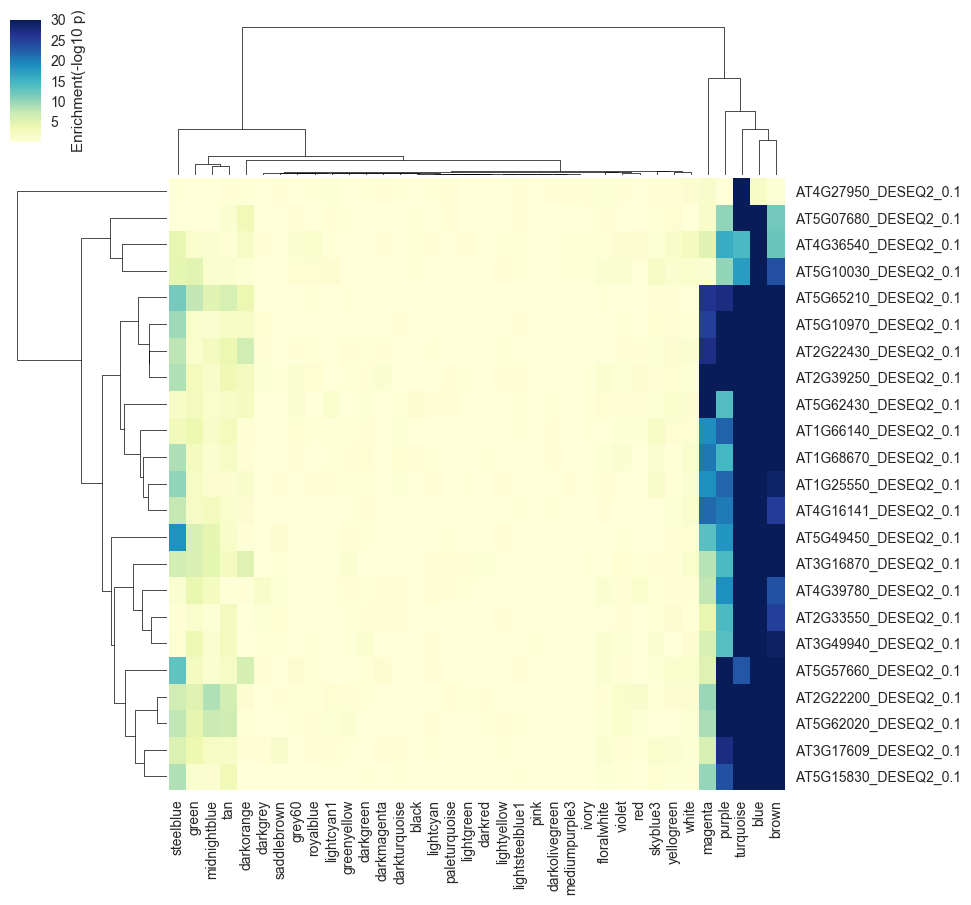 30
25
20
15
10
5
Enrichment(-log10 p)
AT4G27950_DESEQ2_0.1
AT5G07680_DESEQ2_0.1
AT4G36540_DESEQ2_0.1
AT5G10030_DESEQ2_0.1
AT5G65210_DESEQ2_0.1
AT5G10970_DESEQ2_0.1
AT2G22430_DESEQ2_0.1
AT2G39250_DESEQ2_0.1
AT5G62430_DESEQ2_0.1
AT1G66140_DESEQ2_0.1
AT1G68670_DESEQ2_0.1
AT1G25550_DESEQ2_0.1
AT4G16141_DESEQ2_0.1
AT5G49450_DESEQ2_0.1
AT3G16870_DESEQ2_0.1
AT4G39780_DESEQ2_0.1
AT2G33550_DESEQ2_0.1
AT3G49940_DESEQ2_0.1
AT5G57660_DESEQ2_0.1
AT2G22200_DESEQ2_0.1
AT5G62020_DESEQ2_0.1
AT3G17609_DESEQ2_0.1
AT5G15830_DESEQ2_0.1
steelblue
green
midnightblue
tan
darkorange
darkgrey
saddlebrown
grey60
royalblue
lightcyan1
greenyellow
darkgreen
darkmagenta
darkturquoise
black
lightcyan
paleturquoise
lightgreen
darkred
lightyellow
lightsteelblue1
pink
darkolivegreen
mediumpurple3
ivory
floralwhite
violet
red
skyblue3
yellogreen
white
magenta
purple
turquoise
blue
brown